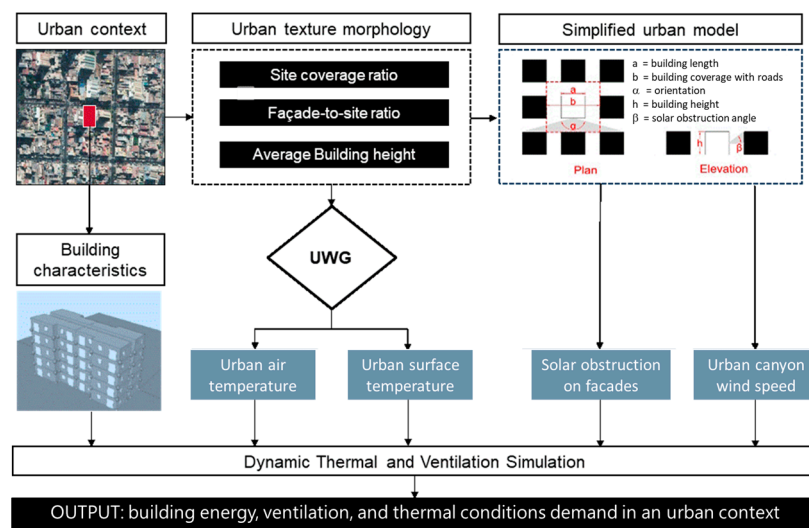 Urban context
Urban texture morphology
Simplified urban model
Site coverage ratio
Façade-to-site ratio
Average Building height
a = building length
b = building coverage with roads
α = orientation
h = building height
β = solar obstruction angle
a
b
α
h
β
Plan
Elevation
Building
characteristics
UWG
Urban air
temperature
Urban surface
temperature
Solar obstruction
on facades
Urban canyon
wind speed
Dynamic Thermal and Ventilation Simulation
OUTPUT: building energy, ventilation, and thermal conditions demand in an urban context